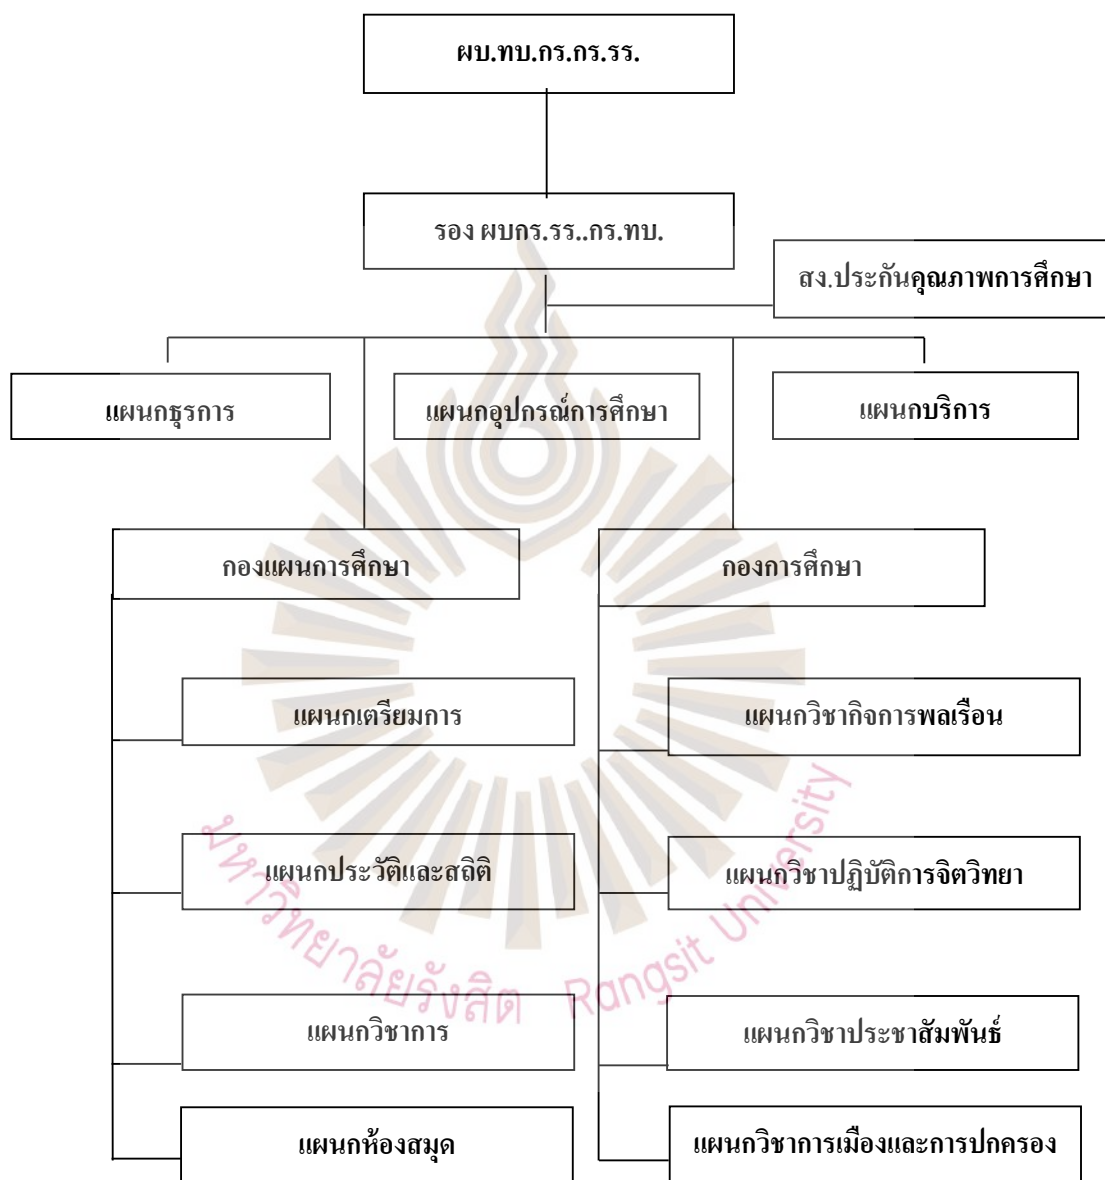 ผบ.ทบ.กร.กร.รร.
รอง ผบกร.รร..กร.ทบ.
สง.ประกันคุณภาพการศึกษา
แผนกธุรการ
แผนกอุปกรณ์การศึกษา
แผนกบริการ
กองแผนการศึกษา
กองการศึกษา
แผนกเตรียมการ
แผนกวิชากิจการพลเรือน
แผนกประวัติและสถิติ
แผนกวิชาปฏิบัติการจิตวิทยา
แผนกวิชาการ
แผนกวิชาประชาสัมพันธ์
แผนกห้องสมุด
แผนกวิชาการเมืองและการปกครอง
มหาวิทยาลัยรังสิต Rangsit University